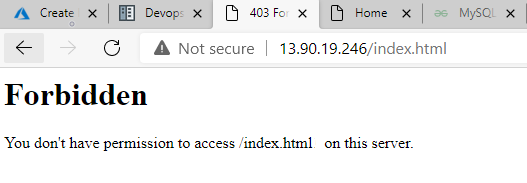 Create
Devops
403 For
Home
MySQL
Not secure
13.90.19.246/index.html
Forbidden
You don't have permission to access /index.html on this server.